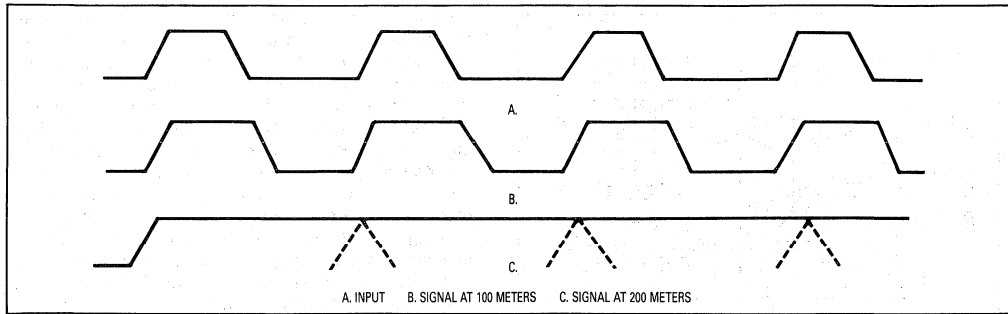 A.
B.
C.
A. INPUT B. SIGNAL AT 100 METERS C. SIGNAL AT 200 METERS